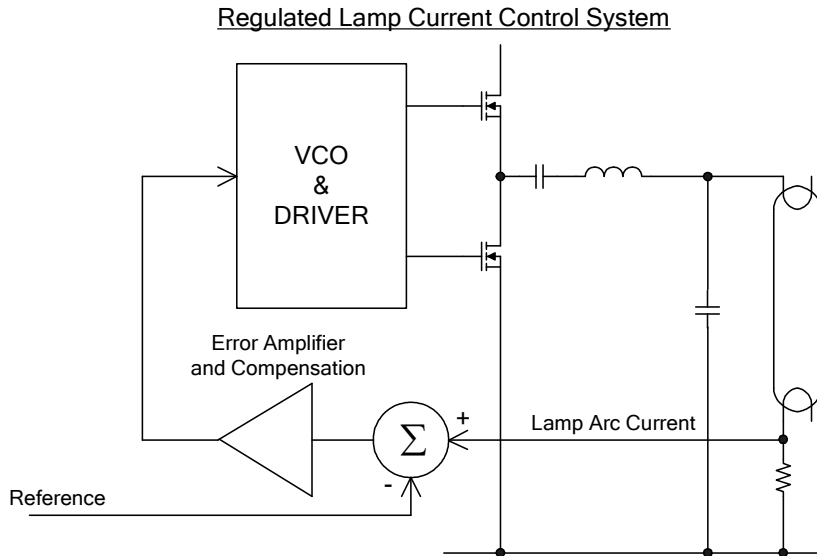 Regulated Lamp Current Control System
VCO
&
DRIVER
Error Amplifier
and Compensation
+
Σ
-
Lamp Arc Current
Reference